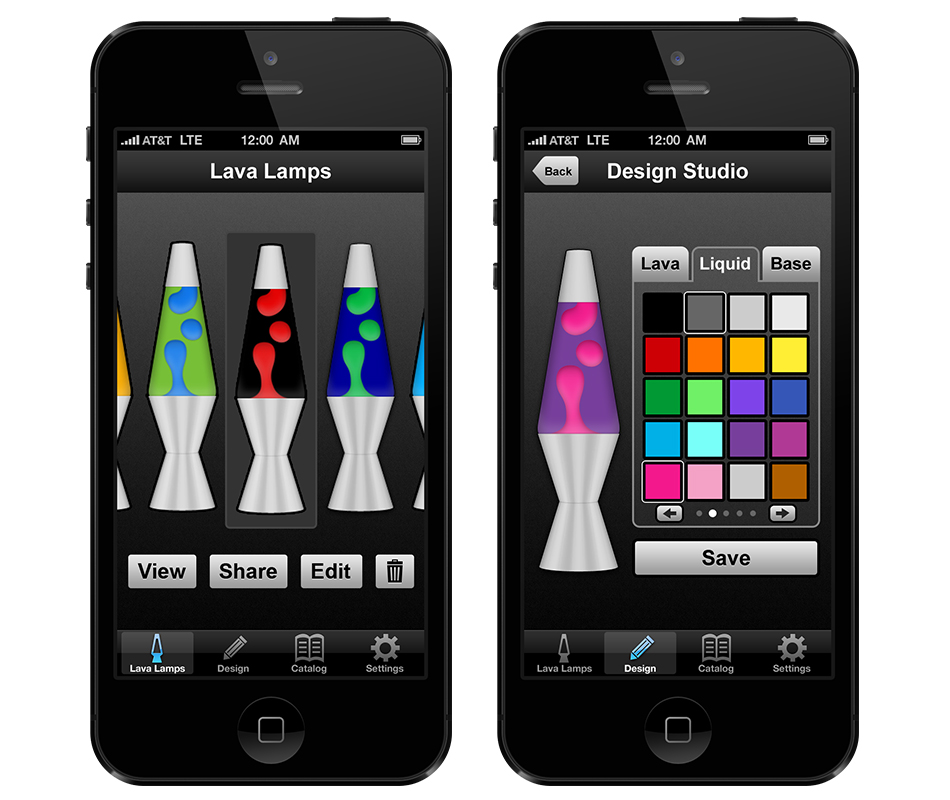 AT&T LTE 12:00 AM
Lava Lamps
View Share Edit
Lava Lamps Design Catalog Settings
AT&T LTE 12:00 AM
Back Design Studio
Lava Liquid Base
Save
Lava Lamps Design Catalog Settings